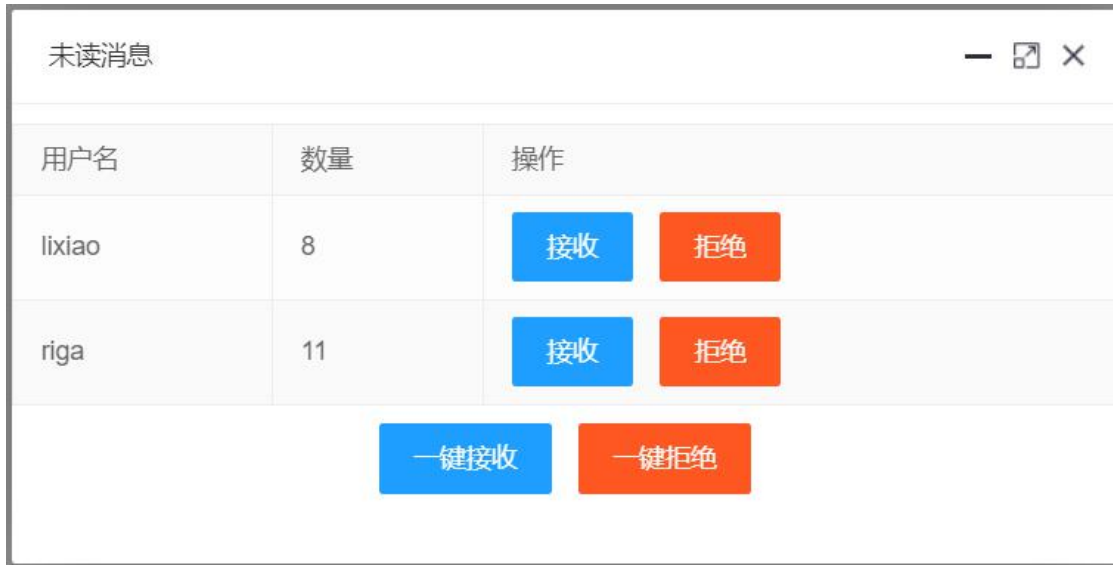 未读消息
用户名 数量 操作
lixiao 8 接收 拒绝
riga 11 接收 拒绝
一键接收 一键拒绝